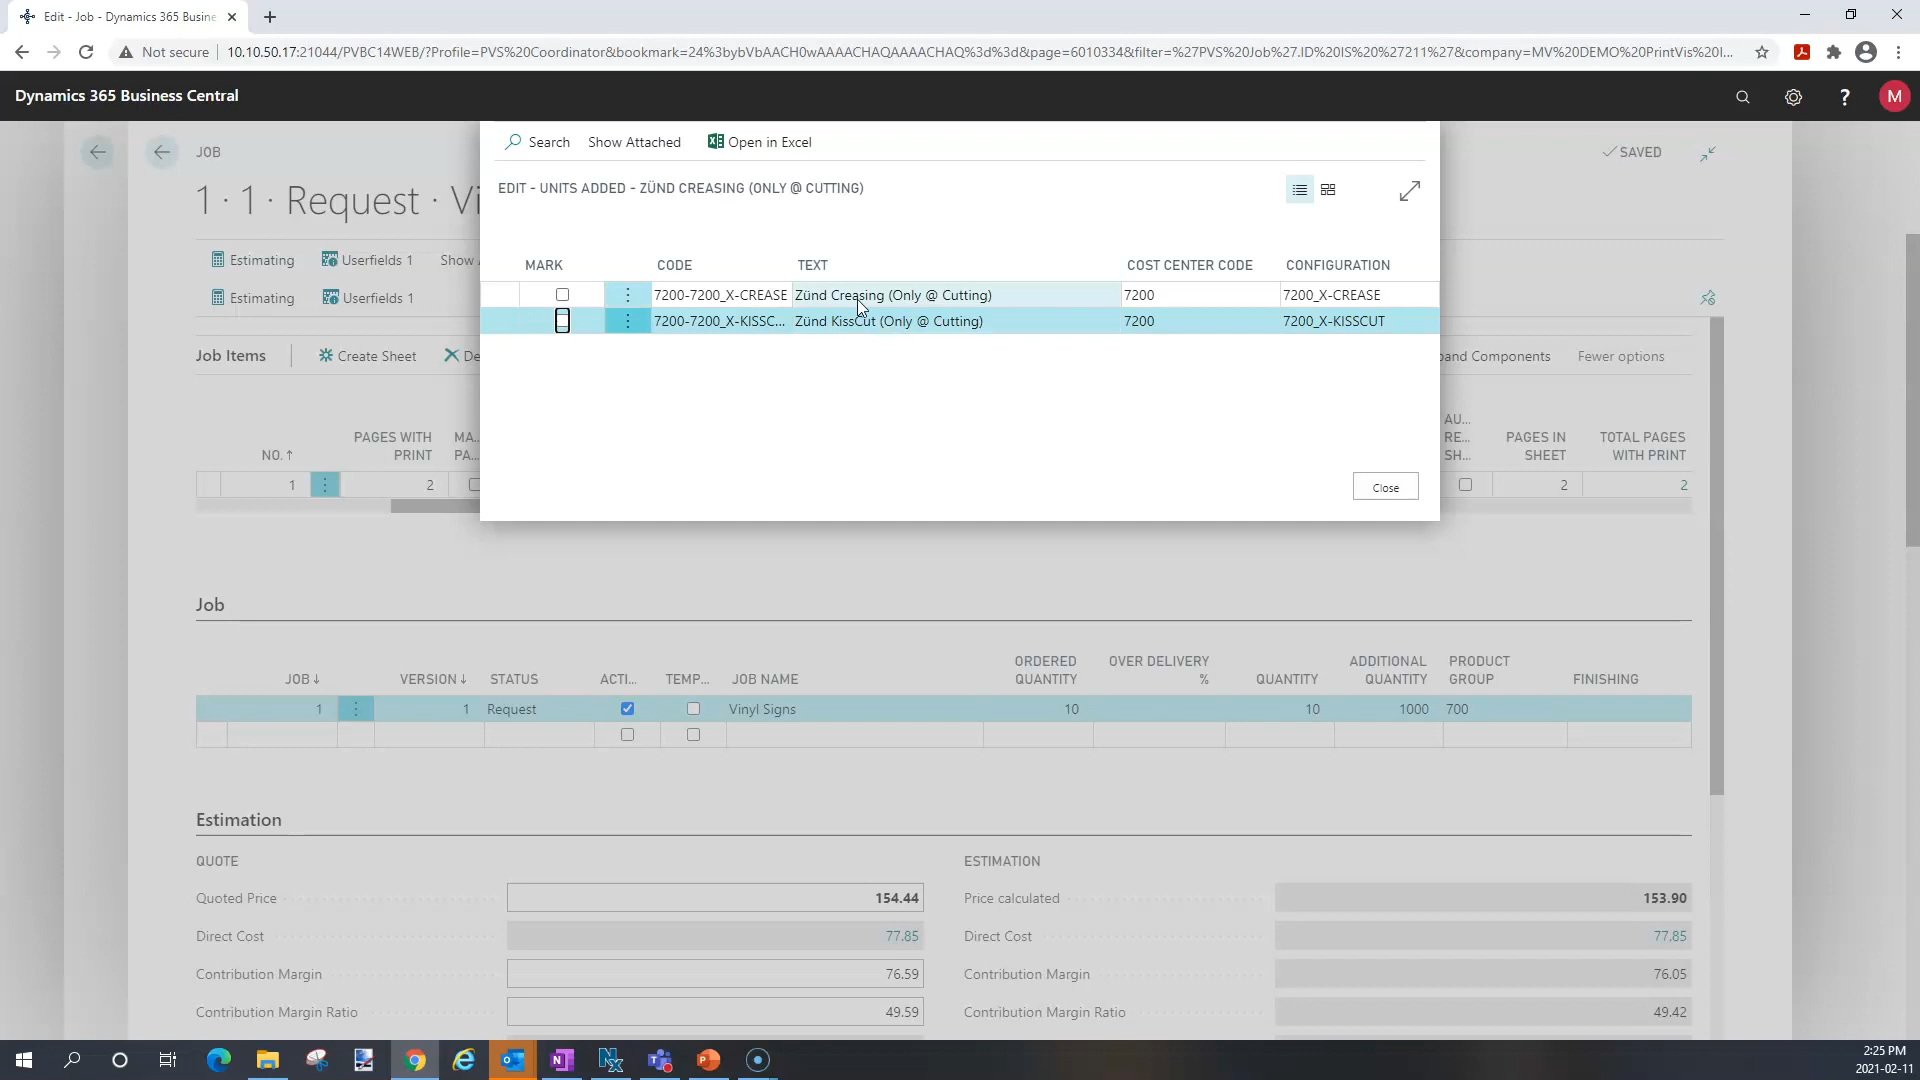 Edit - Job - Dynamics 365 Busine
Not secure
10.10.50.17:21044/PVBC14WEB/?Profile=PVS%20Coordinator&bookmark=24%3bybVbAACH0wAAAACHAQAAAACHAQ%3d%3d&page=6010334&filter=%27PVS%20Job%27.ID%20IS%20%27211%27&company=MV%20DEMO%20PrintVis%20I...
Dynamics 365 Business Central
?
M
Search
Show Attached
Open in Excel
JOB
SAVED
EDIT - UNITS ADDED - ZÜND CREASING (ONLY @ CUTTING)
1 · 1 · Request · Vi
Estimating
Userfields 1
Show A
Estimating
Userfields 1
MARK
CODE
TEXT
COST CENTER CODE
CONFIGURATION
7200-7200_X-CREASE
Zünd Creasing (Only @ Cutting)
7200
7200_X-CREASE
7200-7200_X-KISSC...
Zünd KissCut (Only @ Cutting)
7200
7200_X-KISSCUT
Job Items
Create Sheet
De
pand Components
Fewer options
NO. ↑
PAGES WITH PRINT
MA... PA...
AU... RE... SH...
PAGES IN SHEET
TOTAL PAGES WITH PRINT
1
2
2
2
Close
Job
JOB ↓
VERSION ↓
STATUS
ACTI...
TEMP...
JOB NAME
ORDERED QUANTITY
OVER DELIVERY %
QUANTITY
ADDITIONAL QUANTITY
PRODUCT GROUP
FINISHING
1
1
Request
Vinyl Signs
10
10
1000
700
Estimation
QUOTE
ESTIMATION
Quoted Price
154.44
Price calculated
153.90
Direct Cost
77.85
Direct Cost
77.85
Contribution Margin
76.59
Contribution Margin
76.05
Contribution Margin Ratio
49.59
Contribution Margin Ratio
49.42
2:25 PM
2021-02-11